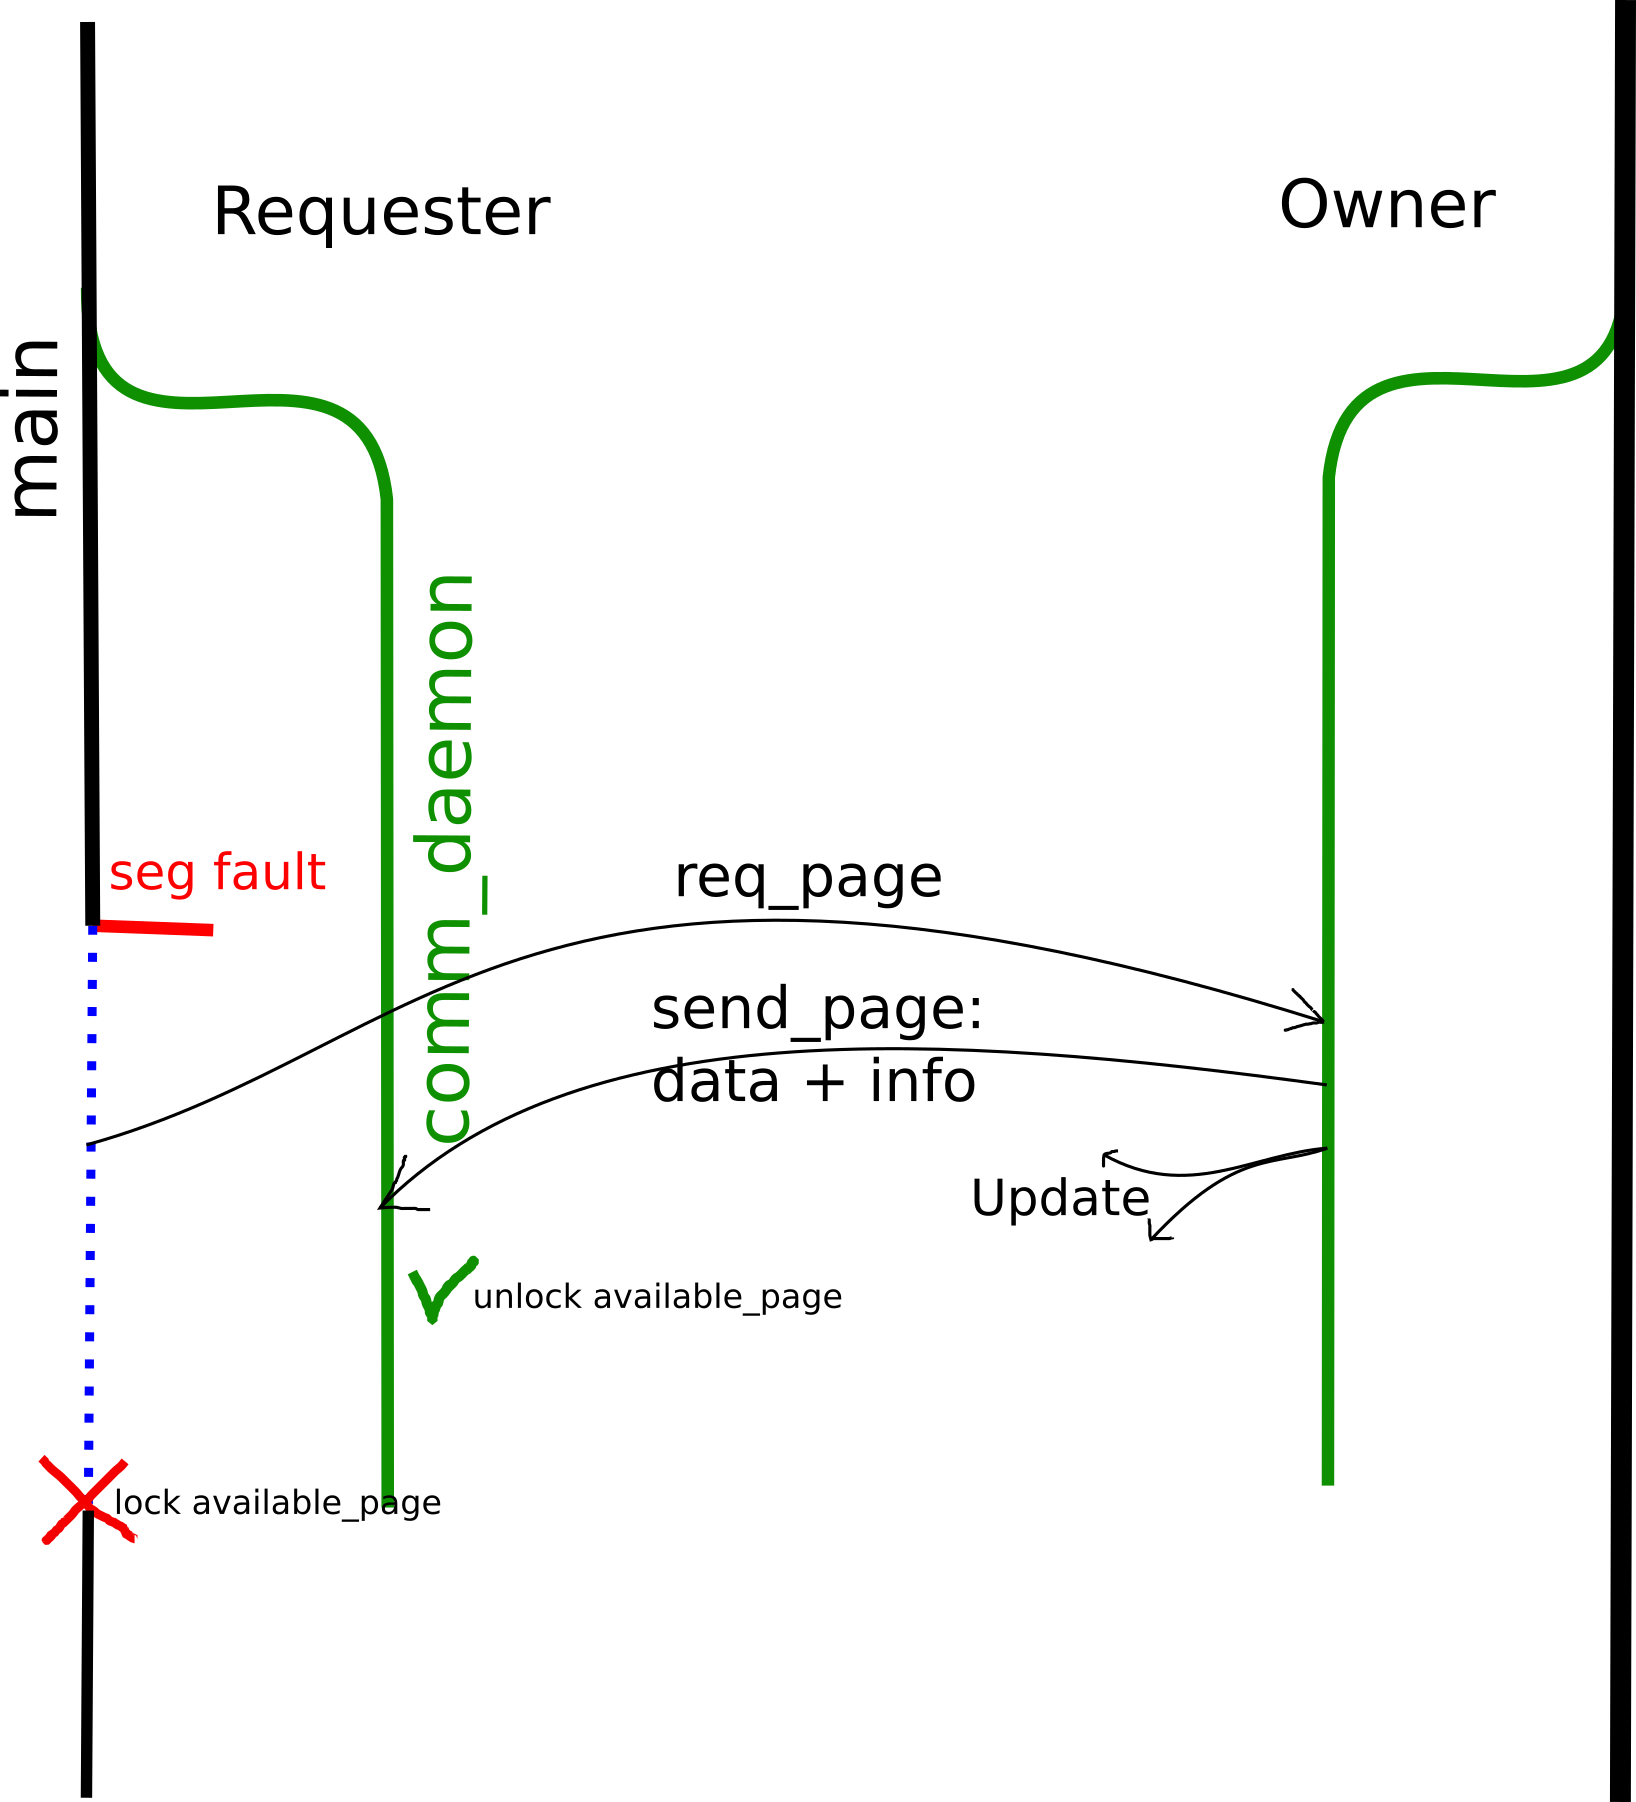 Requester
Owner
main
comm_daemon
seg fault
req_page
send_page:
data + info
Update
unlock available_page
lock available_page